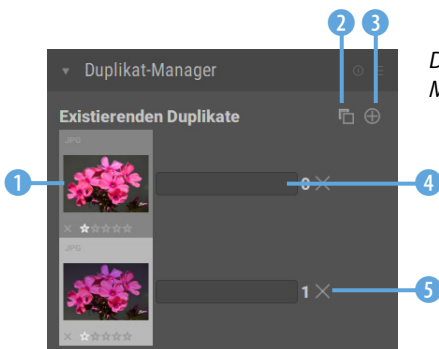 2 3
Duplikat-Manager
D
M
Existierenden Duplikate
JPG
1
0
4
JPG
1
5